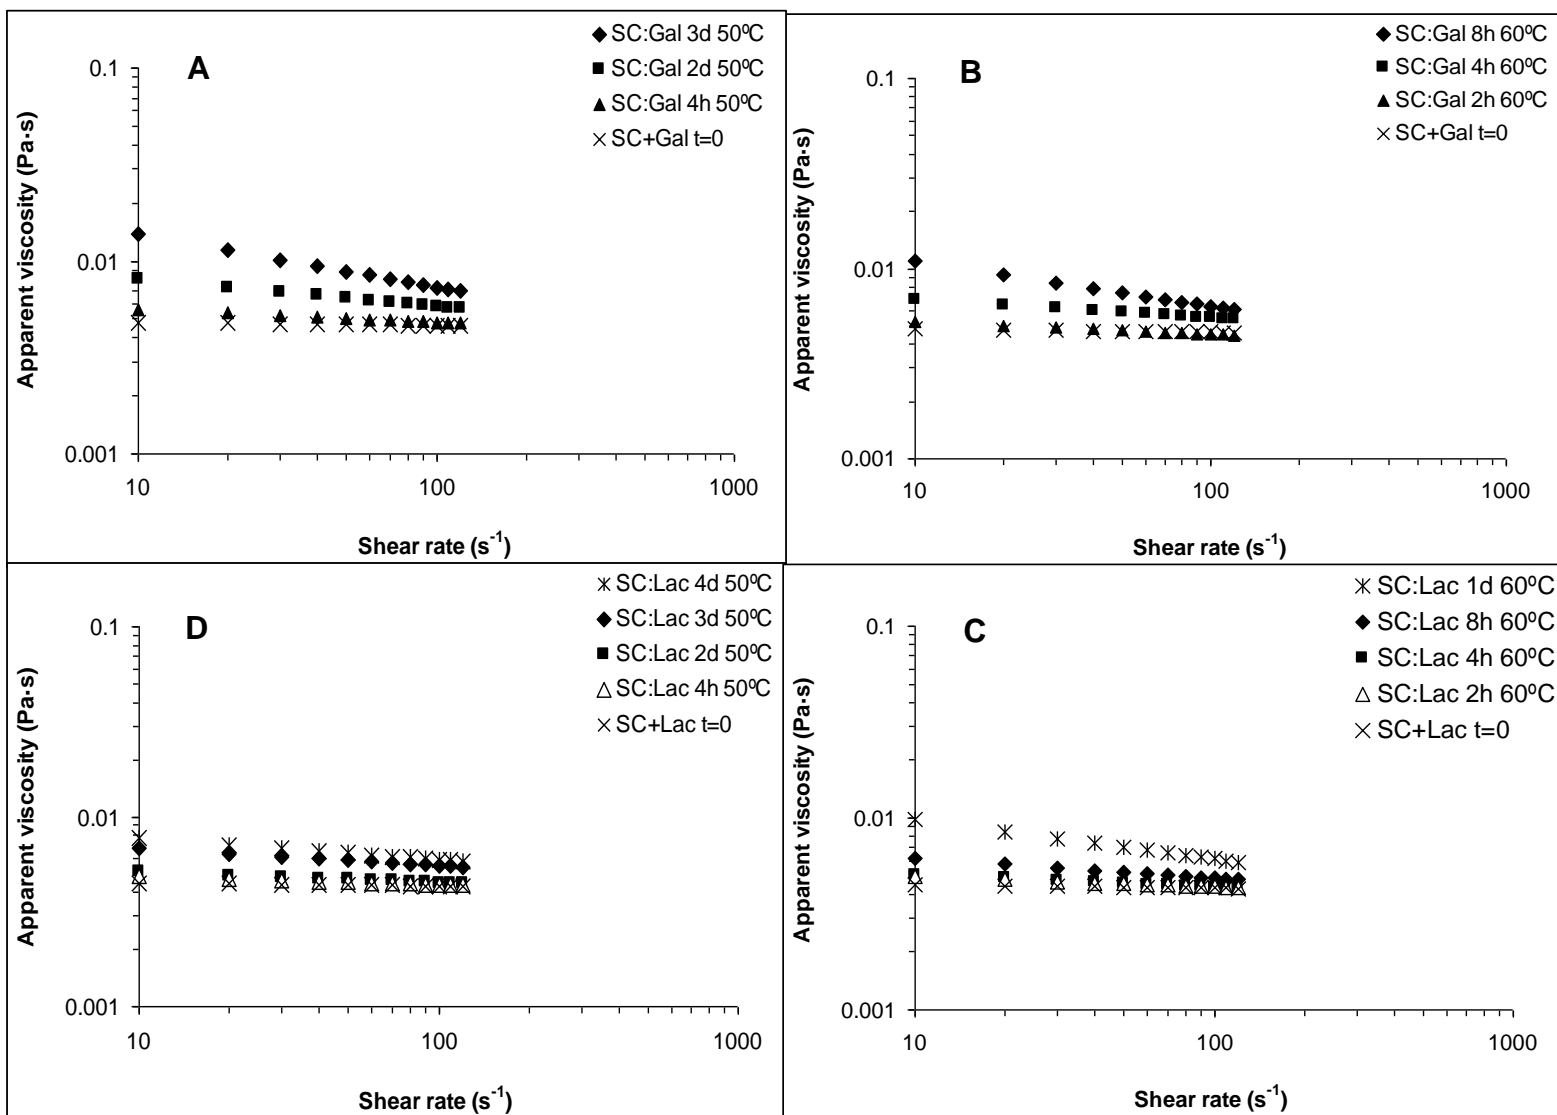 A
SC:Gal 3d 50ºC
SC:Gal 2d 50ºC
SC:Gal 4h 50ºC
SC+Gal t=0
Apparent viscosity (Pa·s)
0.1
0.01
0.001
10
100
1000
Shear rate (s-1)
B
SC:Gal 8h 60ºC
SC:Gal 4h 60ºC
SC:Gal 2h 60ºC
SC+Gal t=0
Apparent viscosity (Pa·s)
0.1
0.01
0.001
10
100
1000
Shear rate (s-1)
D
SC:Lac 4d 50ºC
SC:Lac 3d 50ºC
SC:Lac 2d 50ºC
SC:Lac 4h 50ºC
SC+Lac t=0
Apparent viscosity (Pa·s)
0.1
0.01
0.001
10
100
1000
Shear rate (s-1)
C
SC:Lac 1d 60ºC
SC:Lac 8h 60ºC
SC:Lac 4h 60ºC
SC:Lac 2h 60ºC
SC+Lac t=0
Apparent viscosity (Pa·s)
0.1
0.01
0.001
10
100
1000
Shear rate (s-1)